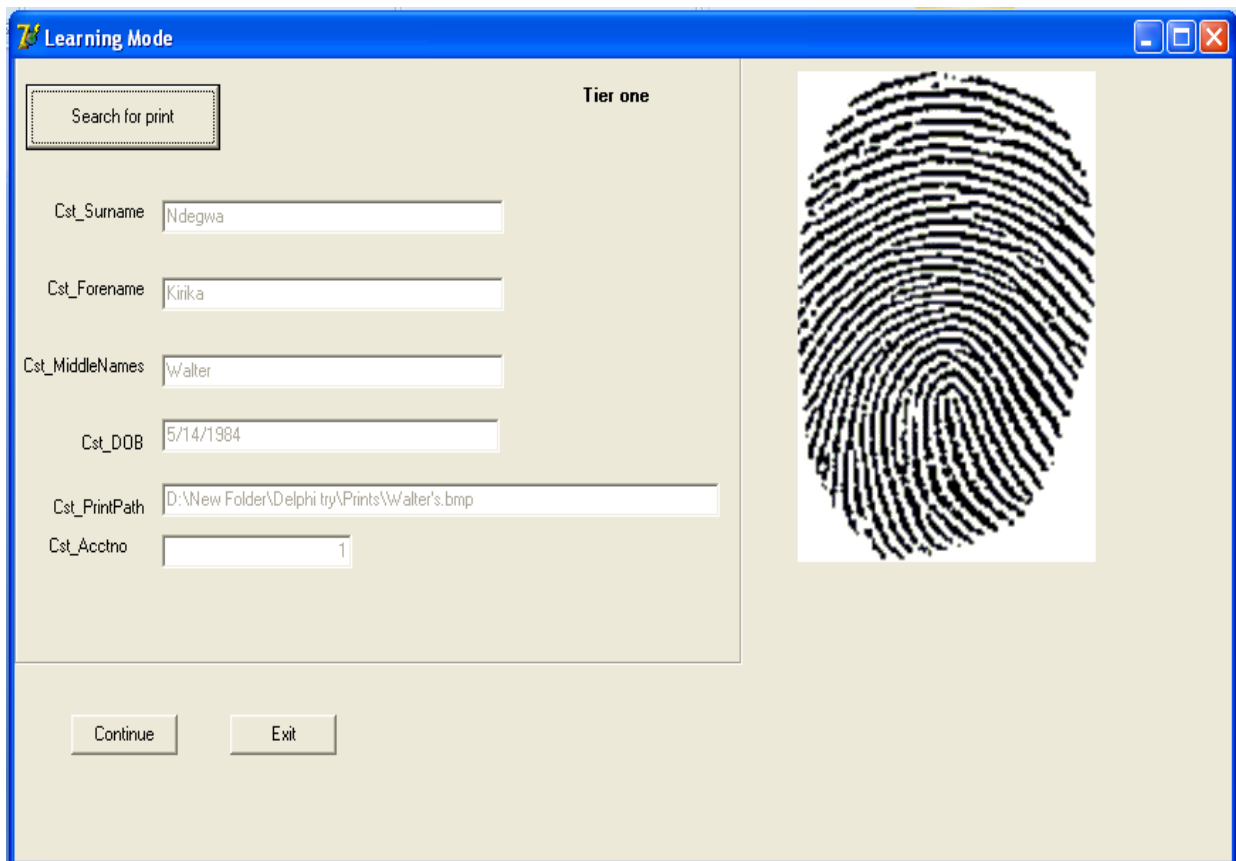 Learning Mode
Search for print
Tier one
Cst_Surname Ndegwa
Cst_Forename Kirika
Cst_MiddleNames Walter
Cst_DOB 5/14/1984
Cst_PrintPath D:\New Folder\Delphi try\Prints\Walter's.bmp
Cst_Acctno 1
Continue Exit